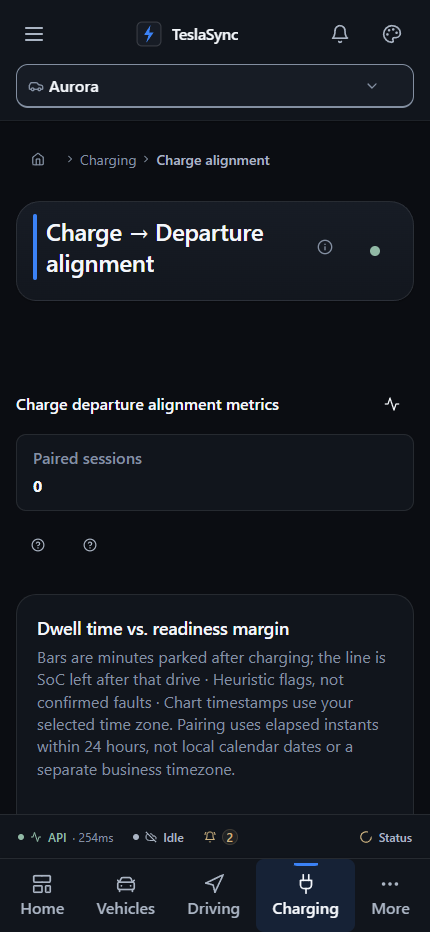 TeslaSync
Aurora
Charging
Charge alignment
Charge → Departure
alignment
Charge departure alignment metrics
Paired sessions
0
Dwell time vs. readiness margin
Bars are minutes parked after charging; the line is
SoC left after that drive · Heuristic flags, not
confirmed faults · Chart timestamps use your
selected time zone. Pairing uses elapsed instants
within 24 hours, not local calendar dates or a
separate business timezone.
API · 254ms
Idle
2
Status
Home
Vehicles
Driving
Charging
More